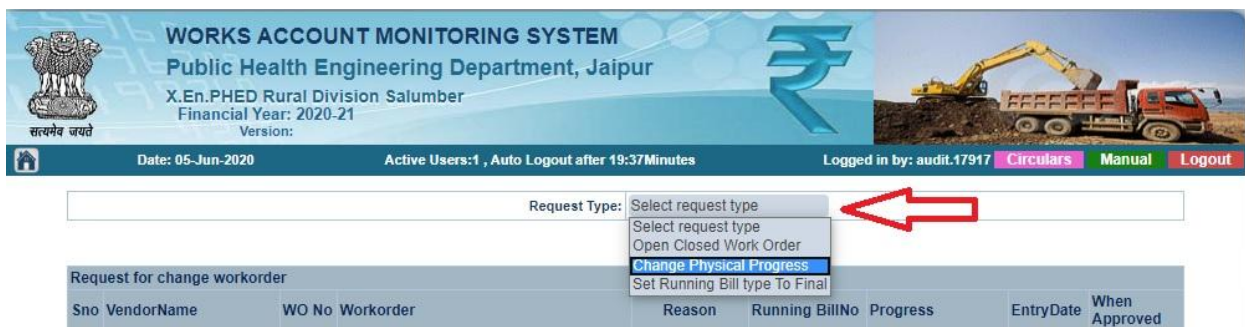 WORKS ACCOUNT MONITORING SYSTEM
Public Health Engineering Department, Jaipur
X.En.PHED Rural Division Salumber
Financial Year: 2020-21
Version:
सत्यमेव जयते
Date: 05-Jun-2020 Active Users:1 , Auto Logout after 19:37Minutes Logged in by: audit.17917 Circulars Manual Logout
Request Type: Select request type
Select request type
Open Closed Work Order
Change Physical Progress
Set Running Bill type To Final
Request for change workorder
Sno VendorName WO No Workorder Reason Running BillNo Progress EntryDate When Approved